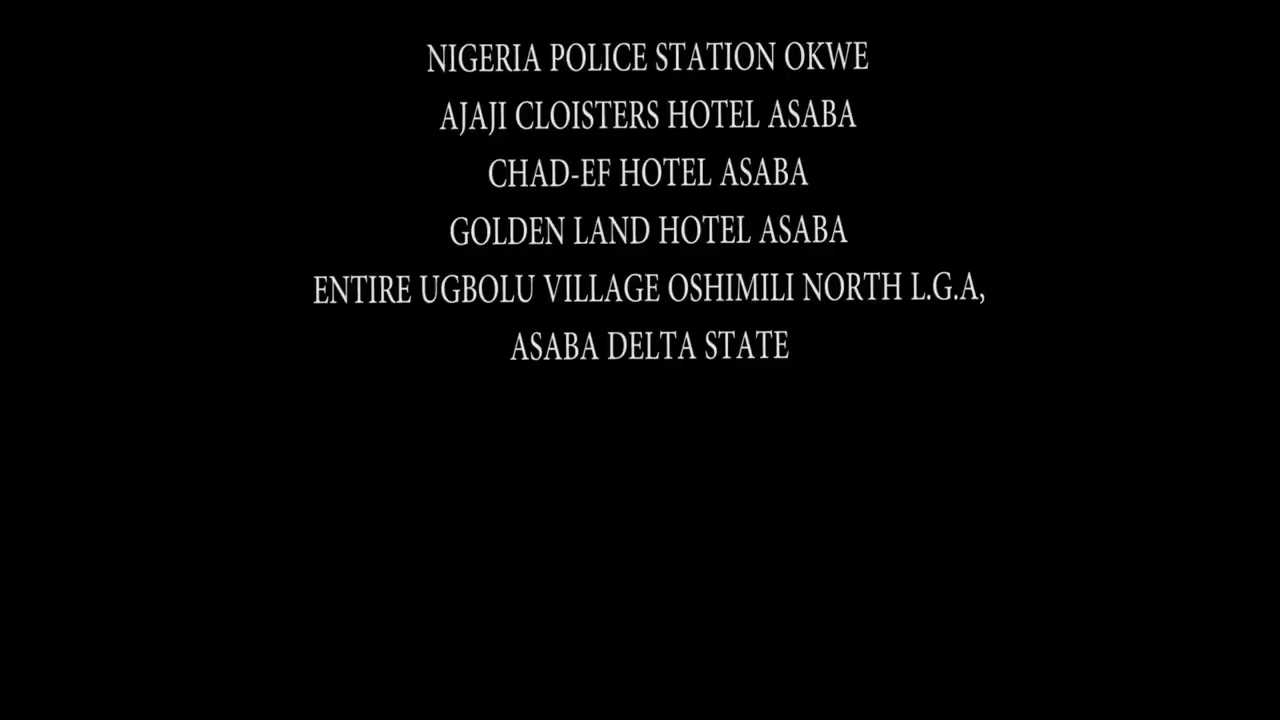 NIGERIA POLICE STATION OKWE
AJAJI CLOISTERS HOTEL ASABA
CHAD-EF HOTEL ASABA
GOLDEN LAND HOTEL ASABA
ENTIRE UGBOLU VILLAGE OSHIMILI NORTH L.G.A,
ASABA DELTA STATE